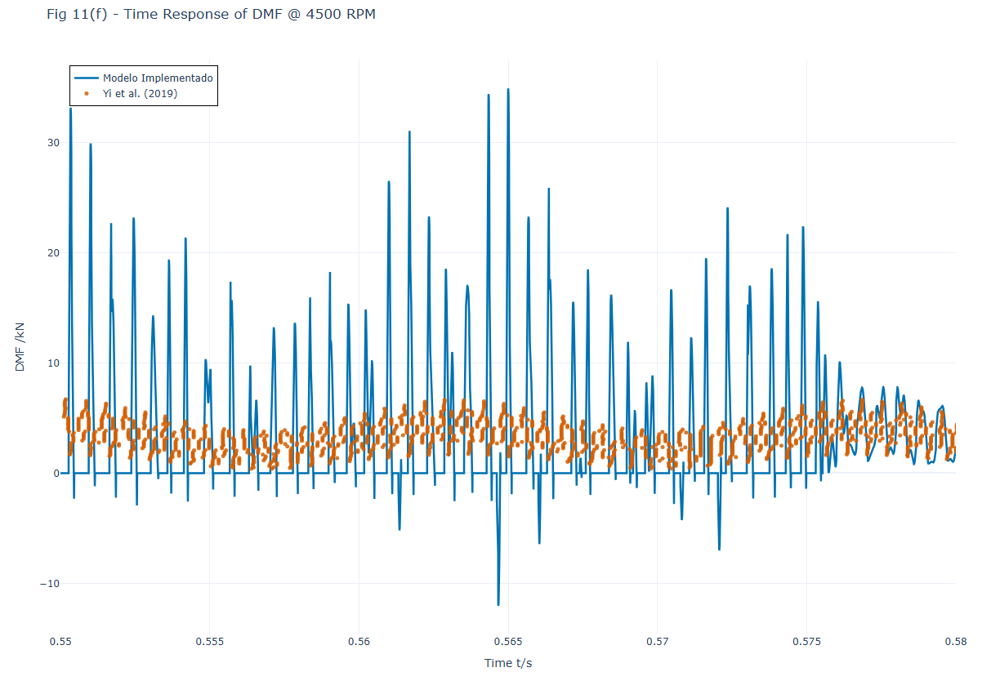 Fig 11(f) - Time Response of DMF @ 4500 RPM
Modelo Implementado
Yi et al. (2019)
30
20
10
0
−10
DMF /kN
0.55
0.555
0.56
0.565
0.57
0.575
0.58
Time t/s